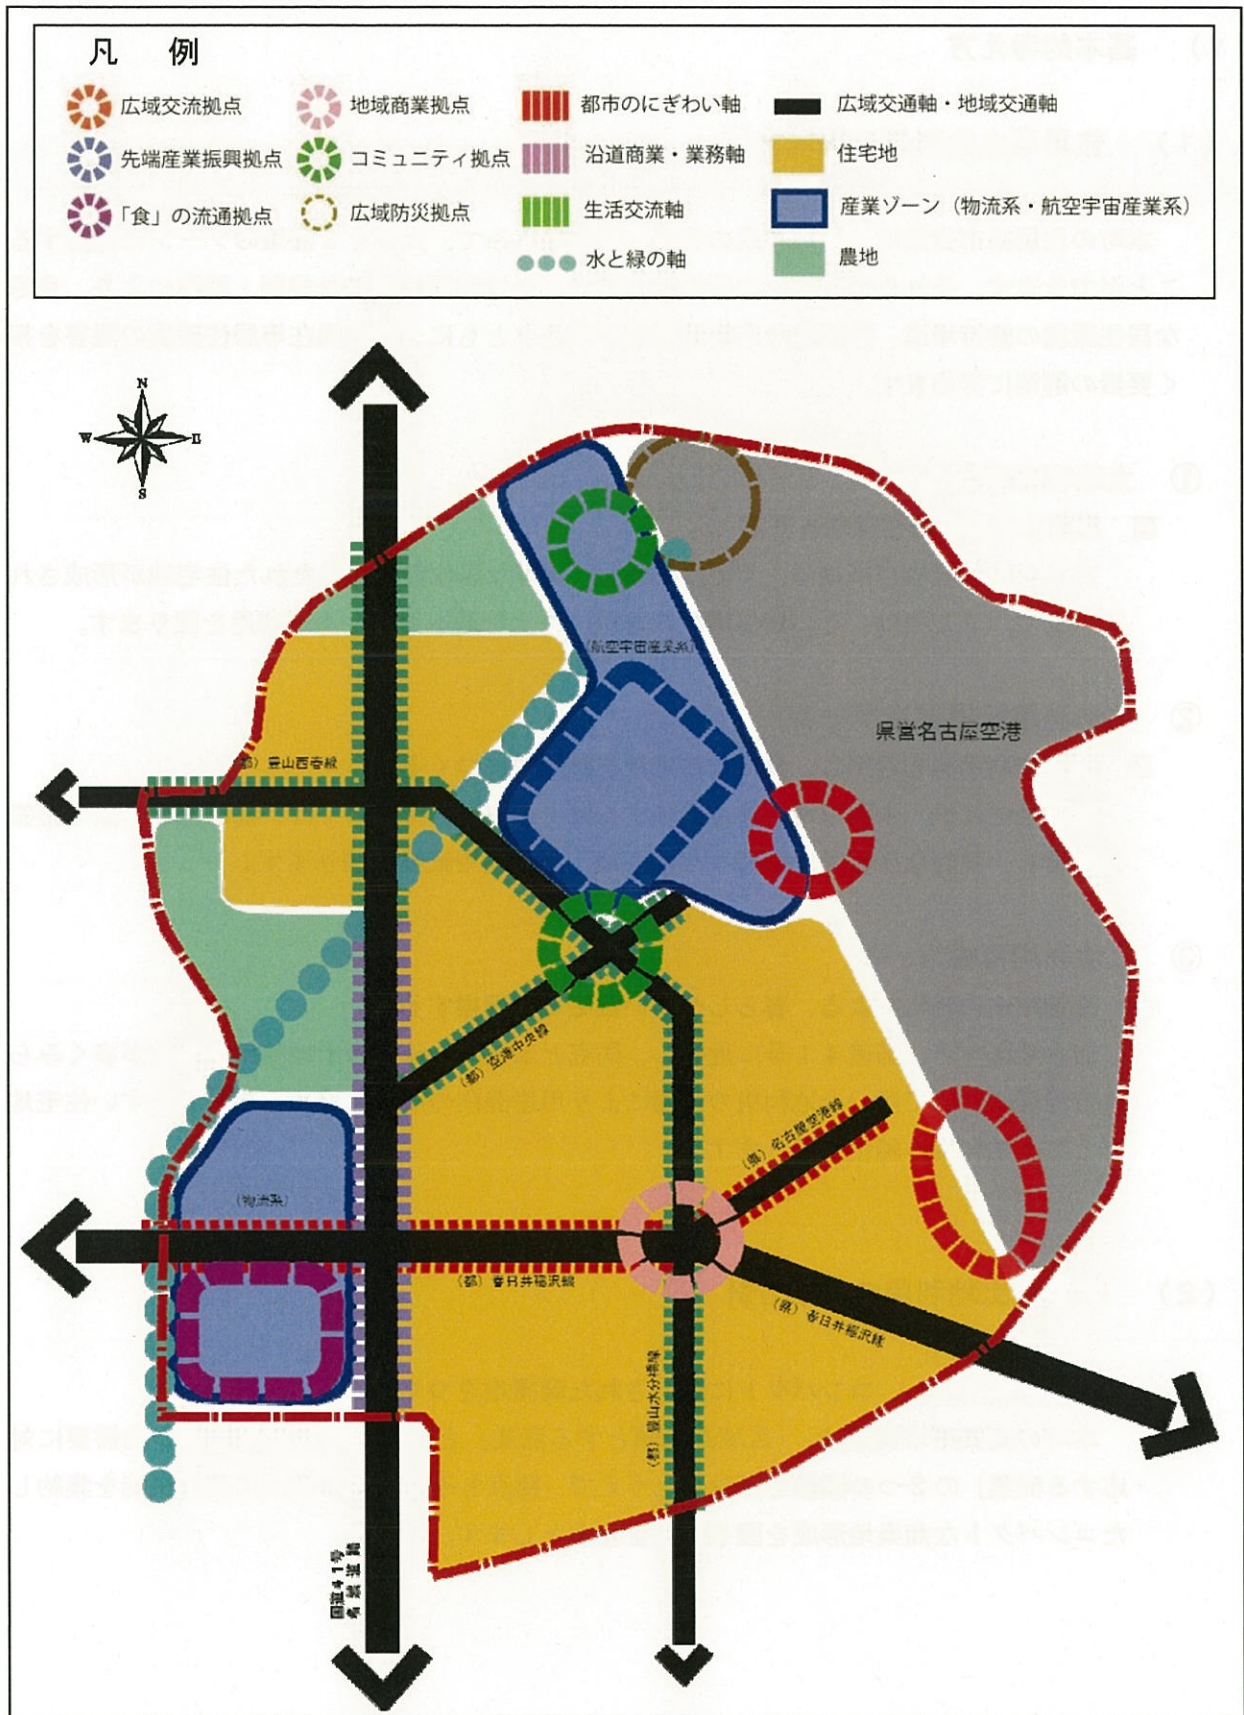 凡 例
広域交流拠点
地域商業拠点
都市のにぎわい軸
広域交通軸・地域交通軸
先端産業振興拠点
コミュニティ拠点
沿道商業・業務軸
住宅地
「食」の流通拠点
広域防災拠点
生活交流軸
産業ゾーン（物流系・航空宇宙産業系）
水と緑の軸
農地
N
W
E
S
（航空宇宙産業系）
県営名古屋空港
（都）豊山西春線
（都）空港中央線
（県）名古屋空港線
（物流系）
（都）春日井稲沢線
（県）春日井稲沢線
（都）豊山水分橋線
国道41号
名濃道路